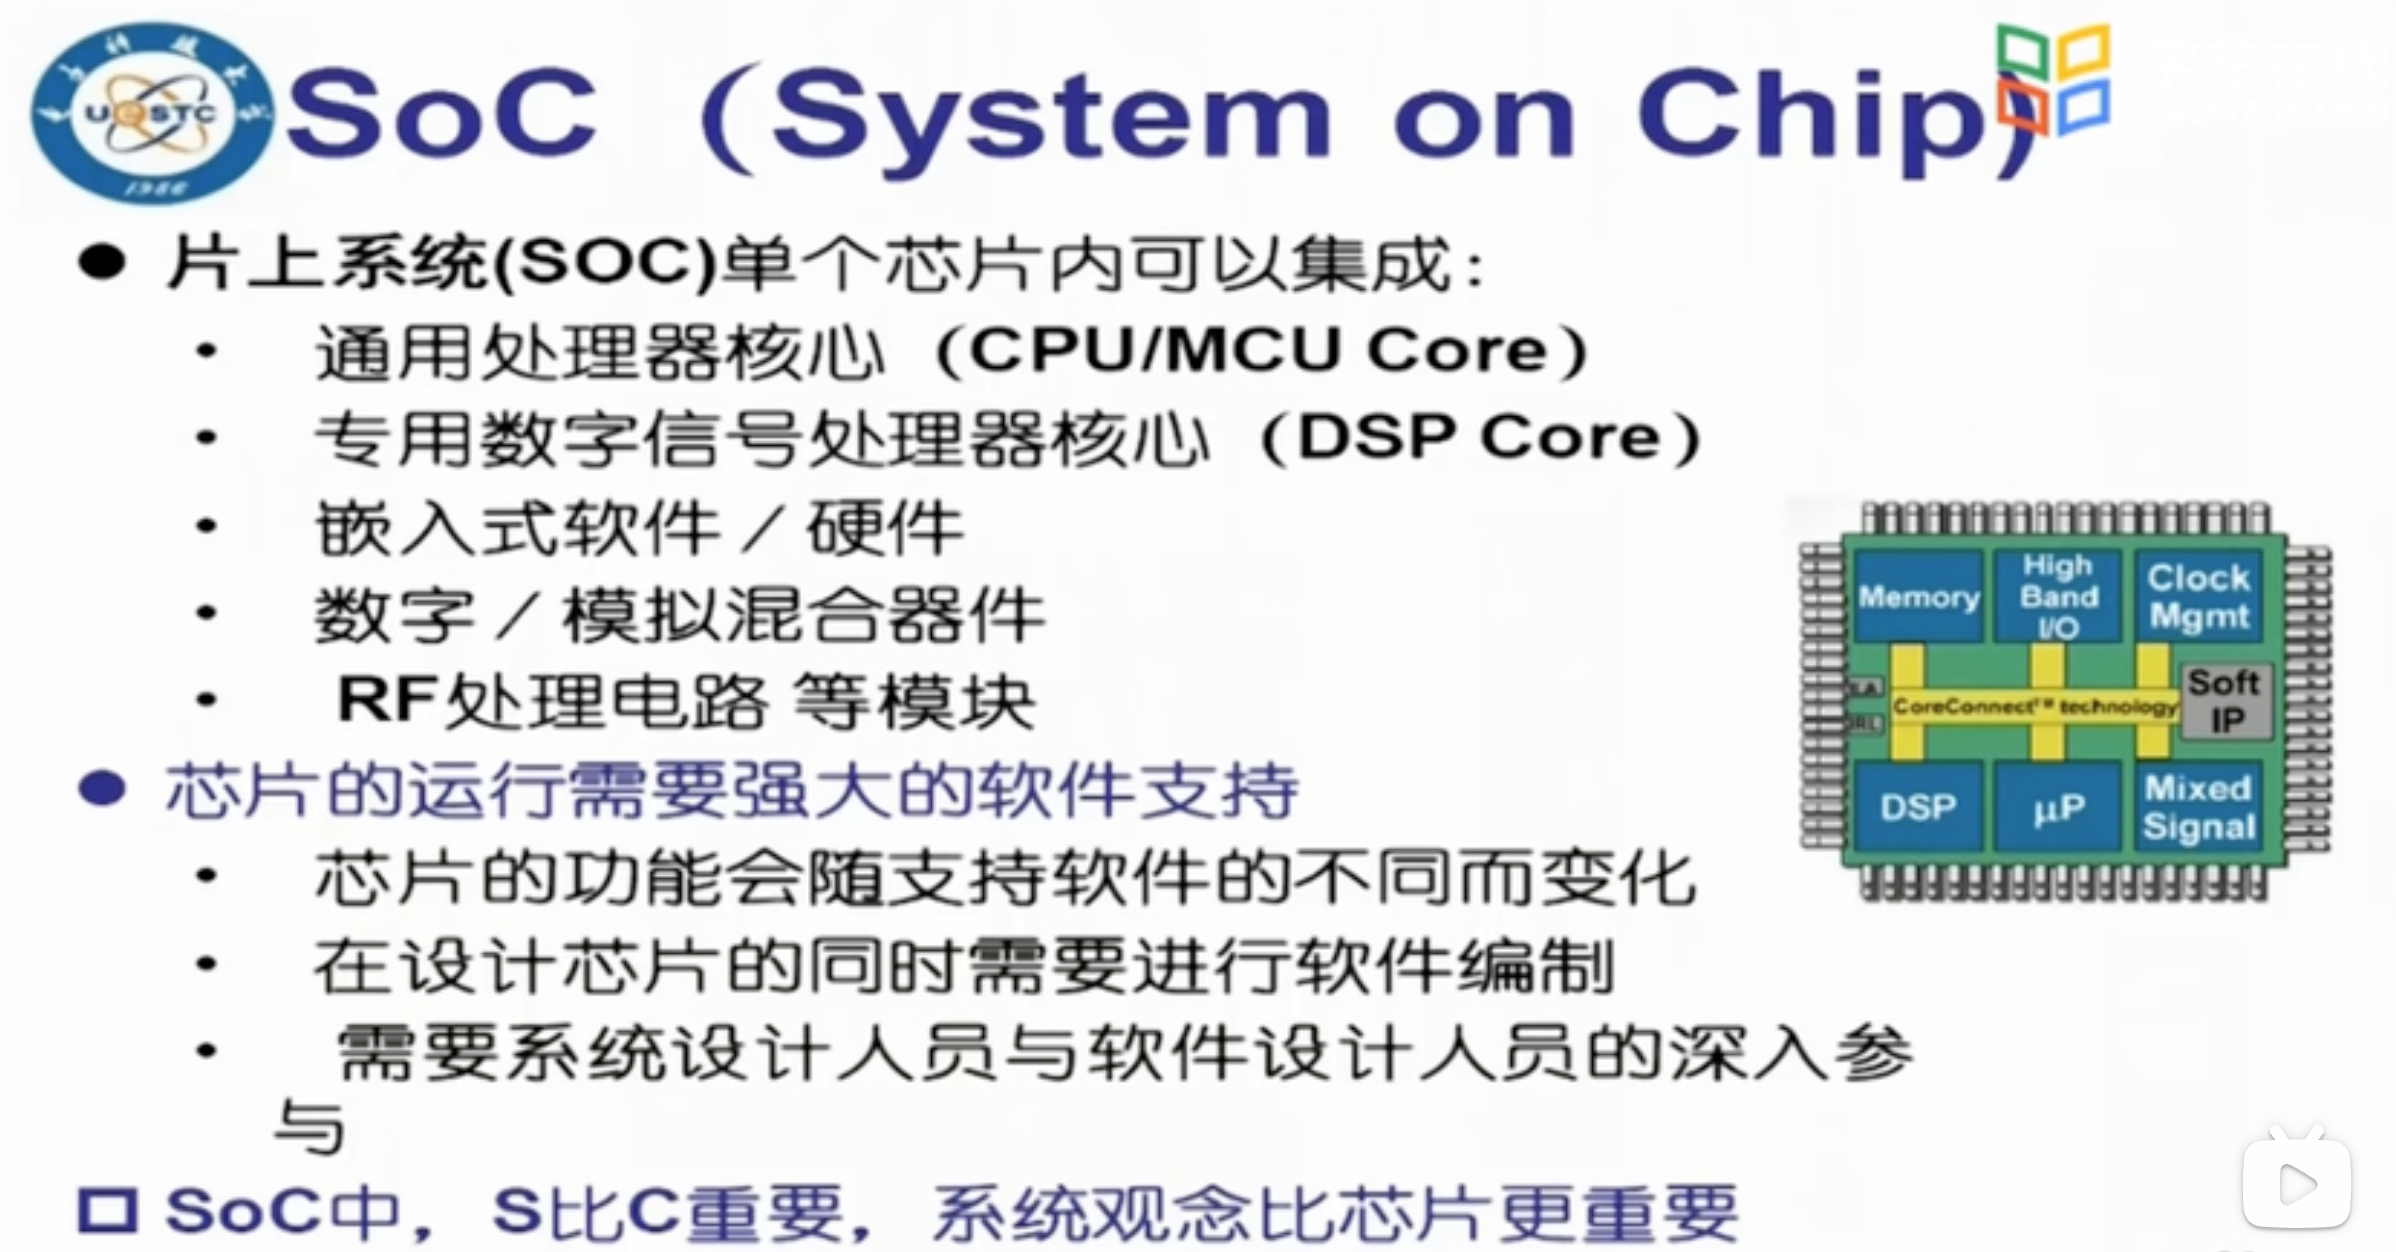 SoC（System on Chip）
UESTC
1956
片上系统(SOC)单个芯片内可以集成：
• 通用处理器核心（CPU/MCU Core）
• 专用数字信号处理器核心（DSP Core）
• 嵌入式软件／硬件
• 数字／模拟混合器件
• RF处理电路 等模块
芯片的运行需要强大的软件支持
• 芯片的功能会随支持软件的不同而变化
• 在设计芯片的同时需要进行软件编制
• 需要系统设计人员与软件设计人员的深入参
与
SoC中，S比C重要，系统观念比芯片更重要
Memory
High
Band
I/O
Clock
Mgmt
CoreConnect™ technology
Soft
IP
DSP
µP
Mixed
Signal